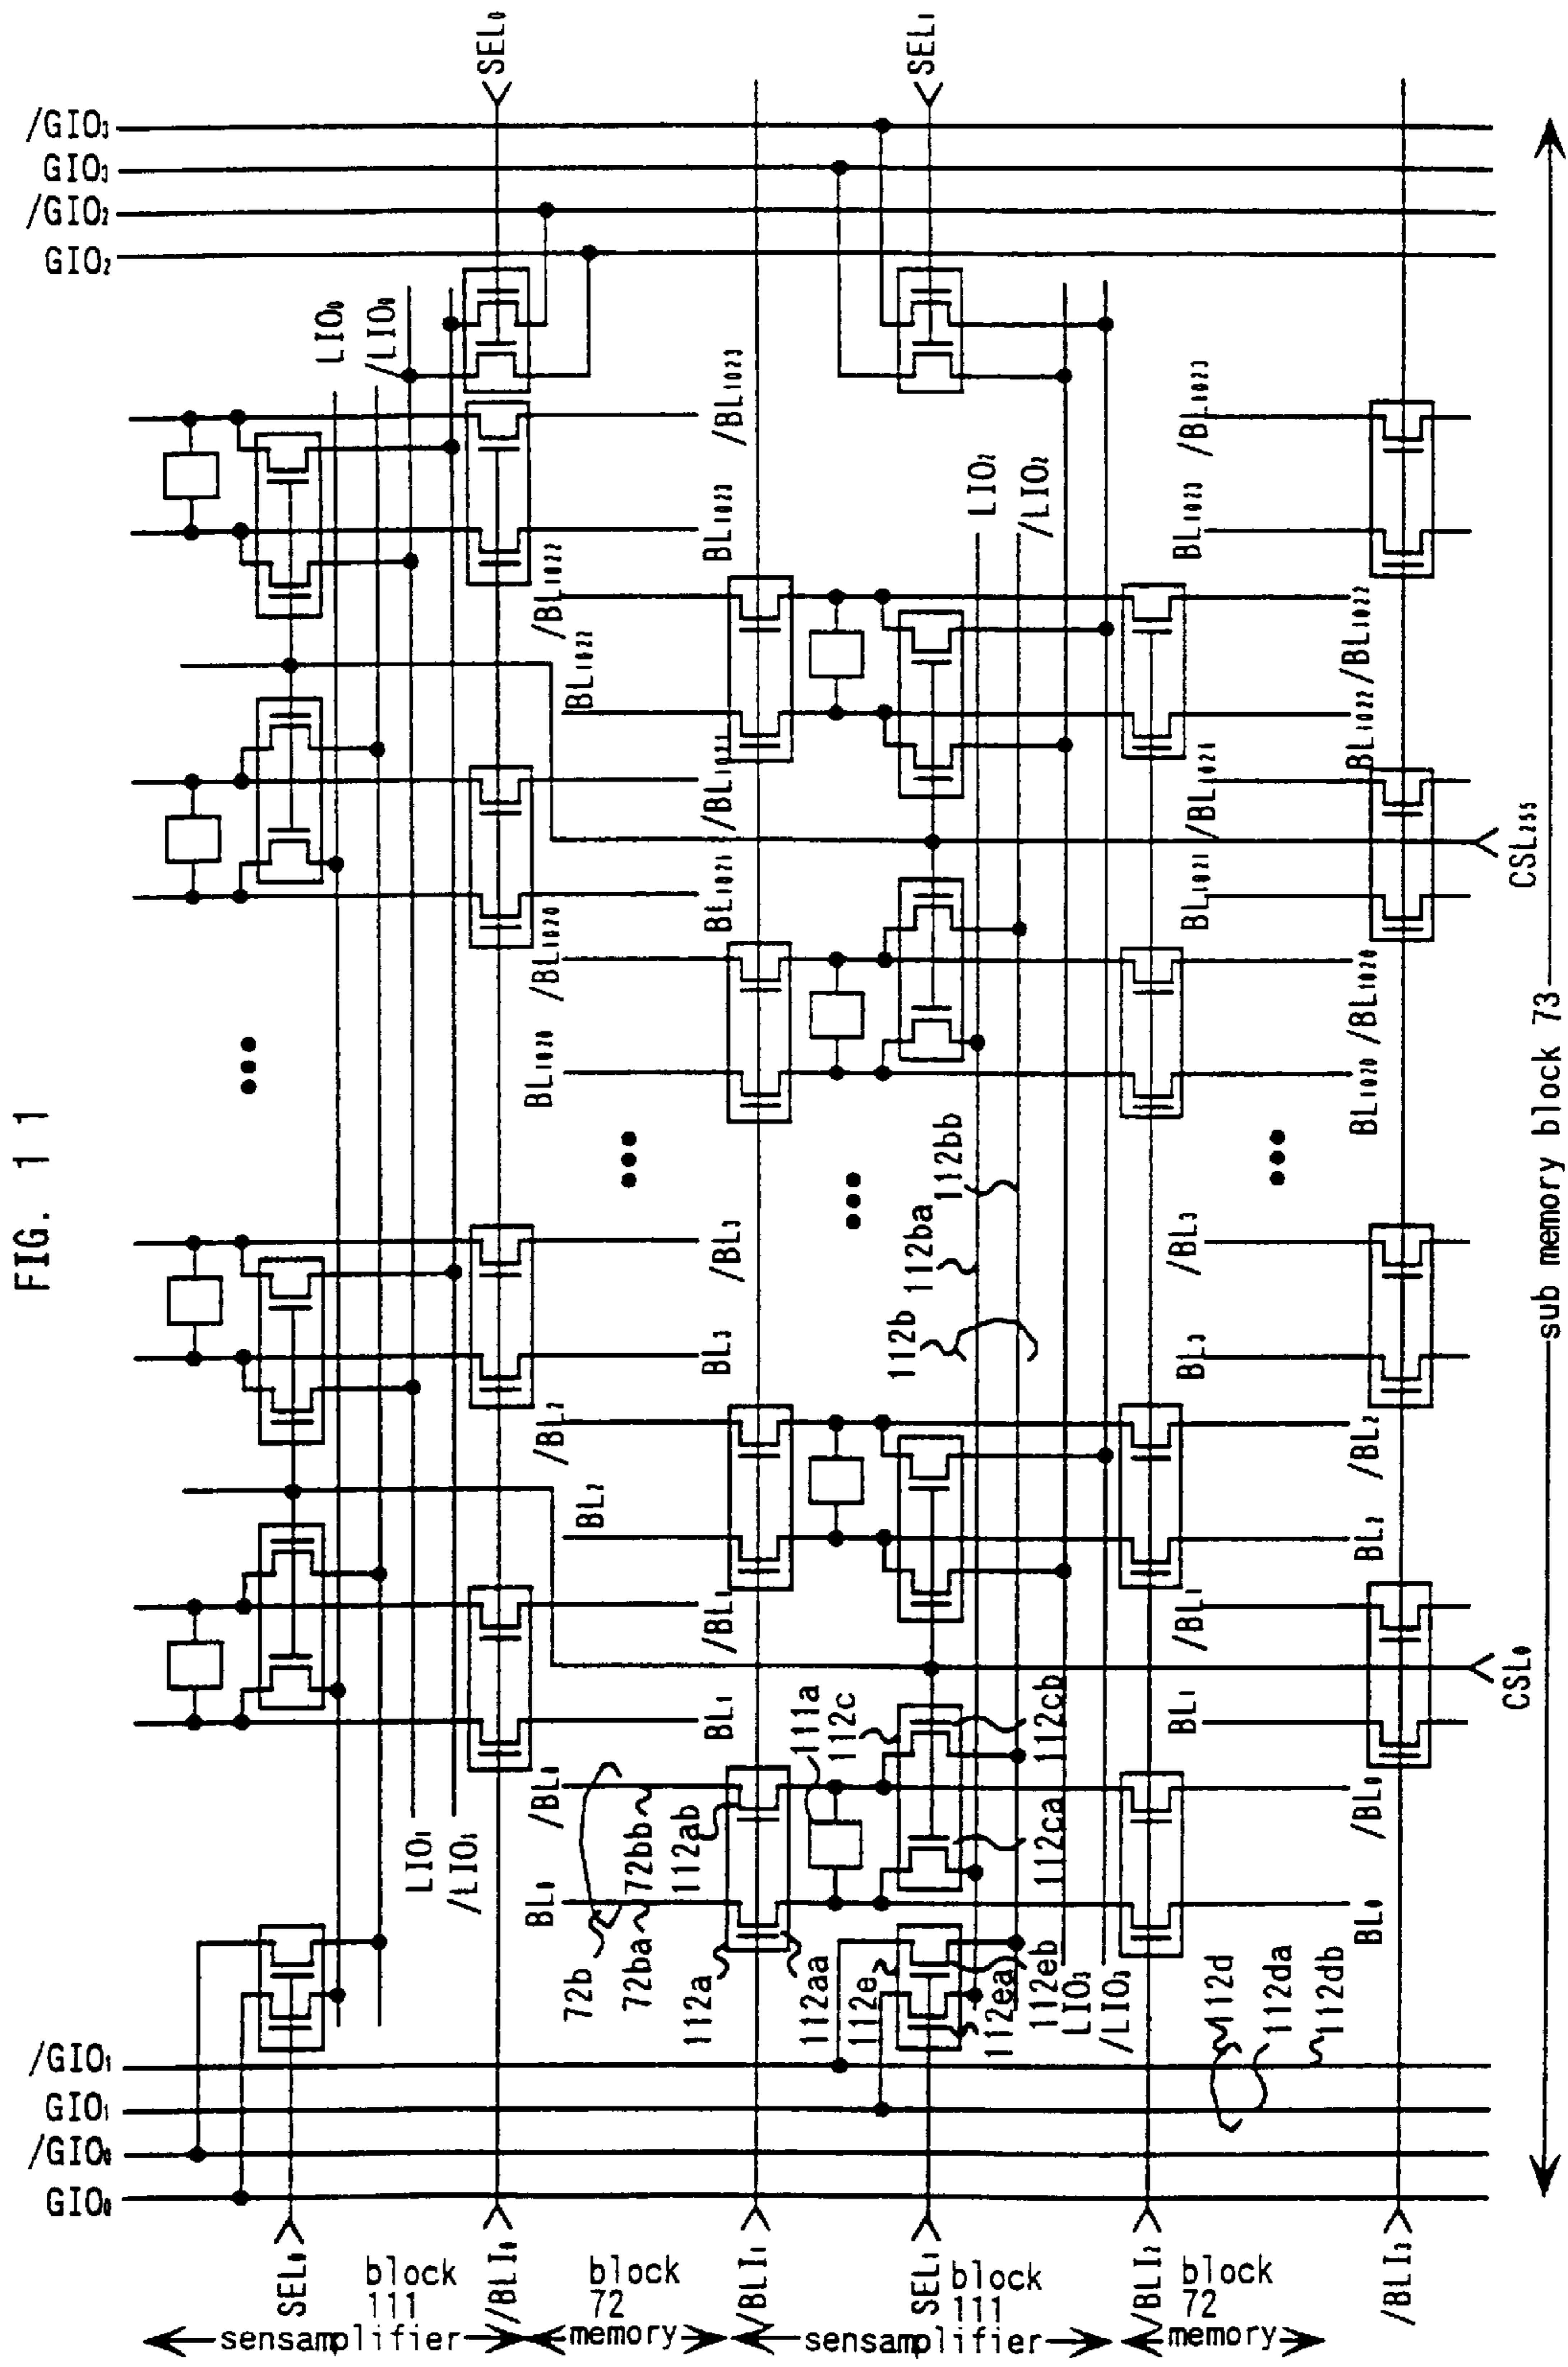 FIG. 11
/GIO₃
GIO₃
/GIO₂
GIO₂
SEL₀
SEL₁
LIO₀
/LIO₀
/BL₁₀₂₃
BL₁₀₂₃
/BL₁₀₂₂
BL₁₀₂₂
/BL₁₀₂₁
BL₁₀₂₁
/BL₁₀₂₀
BL₁₀₂₀
LIO₂
/LIO₂
/BL₁₀₂₃
BL₁₀₂₃
/BL₁₀₂₂
BL₁₀₂₂
/BL₁₀₂₁
BL₁₀₂₁
/BL₁₀₂₀
BL₁₀₂₀
CSL₂₅₅
112bb
112ba
112b
/BL₃
BL₃
/BL₂
BL₂
/BL₁
BL₁
/BL₀
BL₀
/BL₃
BL₃
/BL₂
BL₂
/BL₁
BL₁
/BL₀
BL₀
CSL₀
LIO₁
/LIO₁
72b
72ba
72bb
112ab
112a
112aa
111a
112c
112cb
112ca
112e
112ea
112eb
LIO₃
/LIO₃
112d
112da
112db
/GIO₁
GIO₁
/GIO₀
GIO₀
SEL₀
/BLI₀
/BLI₁
SEL₁
/BLI₂
/BLI₃
sensamplifier
block
111
memory
block
72
sensamplifier
block
111
memory
block
72
sub memory block 73